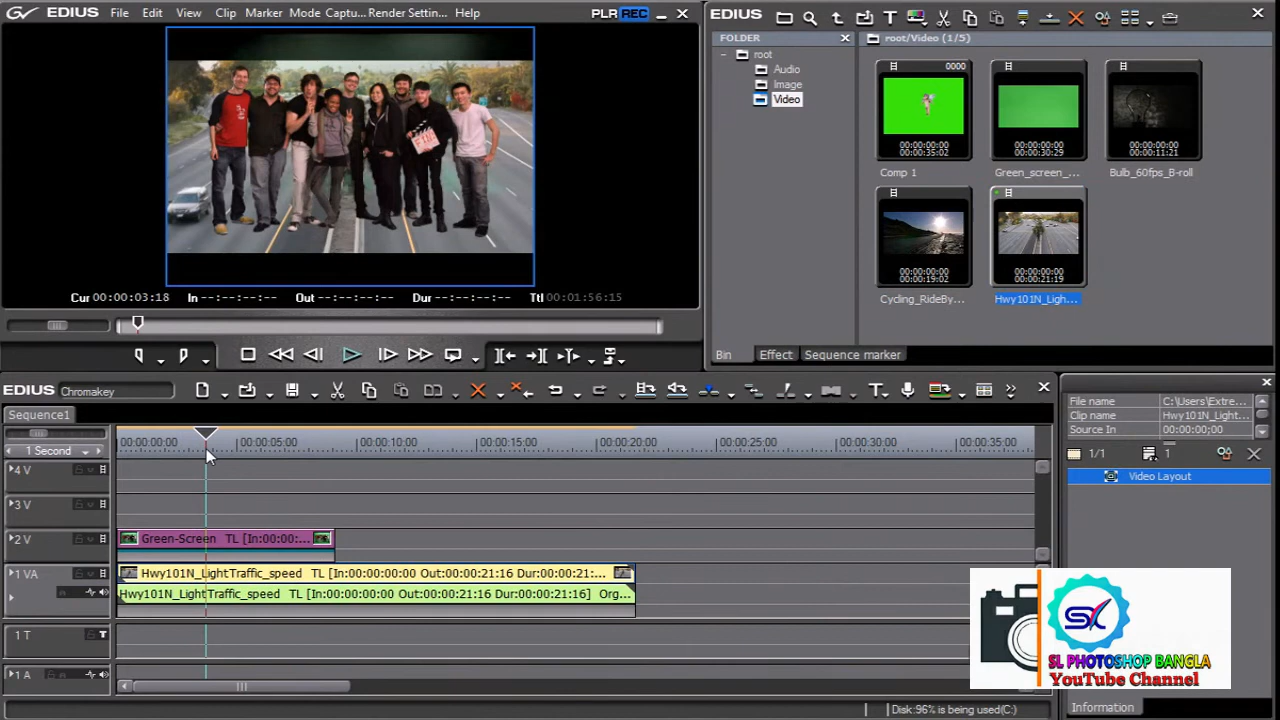 EDIUS File Edit View Clip Marker Mode Captu... Render Settin... Help PLR REC
Cur 00:00:03:18 In --:--:--:-- Out --:--:--:-- Dur --:--:--:-- Ttl 00:01:56:15
EDIUS
FOLDER
root
Audio
Image
Video
root/Video (1/5)
0000
00:00:00:00
00:00:35:02
Comp 1
00:00:00:00
00:00:30:29
Green_screen_...
00:00:00:00
00:00:11:21
Bulb_60fps_B-roll
00:00:00:00
00:00:19:02
Cycling_RideBy...
00:00:00:00
00:00:21:19
Hwy101N_Ligh...
Bin Effect Sequence marker
EDIUS Chromakey
Sequence1
1 Second
00:00:00:00 00:00:05:00 00:00:10:00 00:00:15:00 00:00:20:00 00:00:25:00 00:00:30:00 00:00:35:00
4 V
3 V
2 V Green-Screen TL [In:00:00:...
1 VA Hwy101N_LightTraffic_speed TL [In:00:00:00:00 Out:00:00:21:16 Dur:00:00:21:...
Hwy101N_LightTraffic_speed TL [In:00:00:00:00 Out:00:00:21:16 Dur:00:00:21:16] Org...
1 T T
1 A
File name C:\Users\Extre...
Clip name Hwy101N_Light...
Source In 00:00:00;00
1/1 1
Video Layout
SL PHOTOSHOP BANGLA
YouTube Channel
Disk:96% is being used(C:)
Information